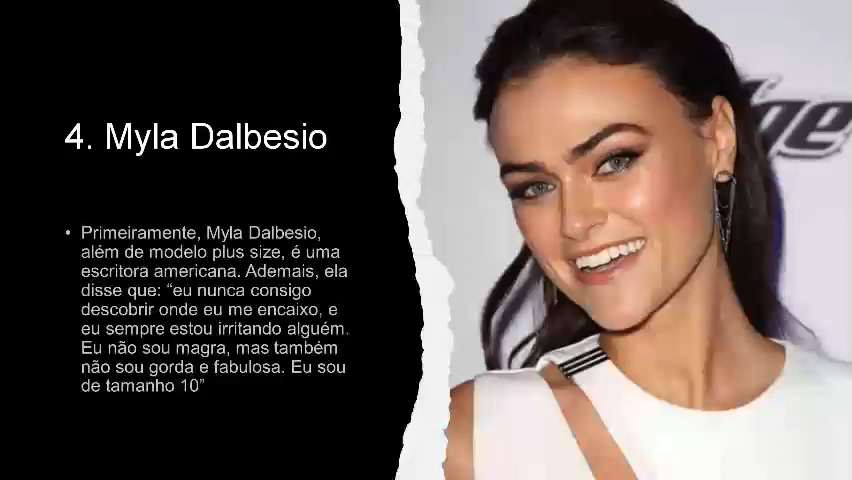 4. Myla Dalbesio
• Primeiramente, Myla Dalbesio,
além de modelo plus size, é uma
escritora americana. Ademais, ela
disse que: “eu nunca consigo
descobrir onde eu me encaixo, e
eu sempre estou irritando alguém.
Eu não sou magra, mas também
não sou gorda e fabulosa. Eu sou
de tamanho 10”